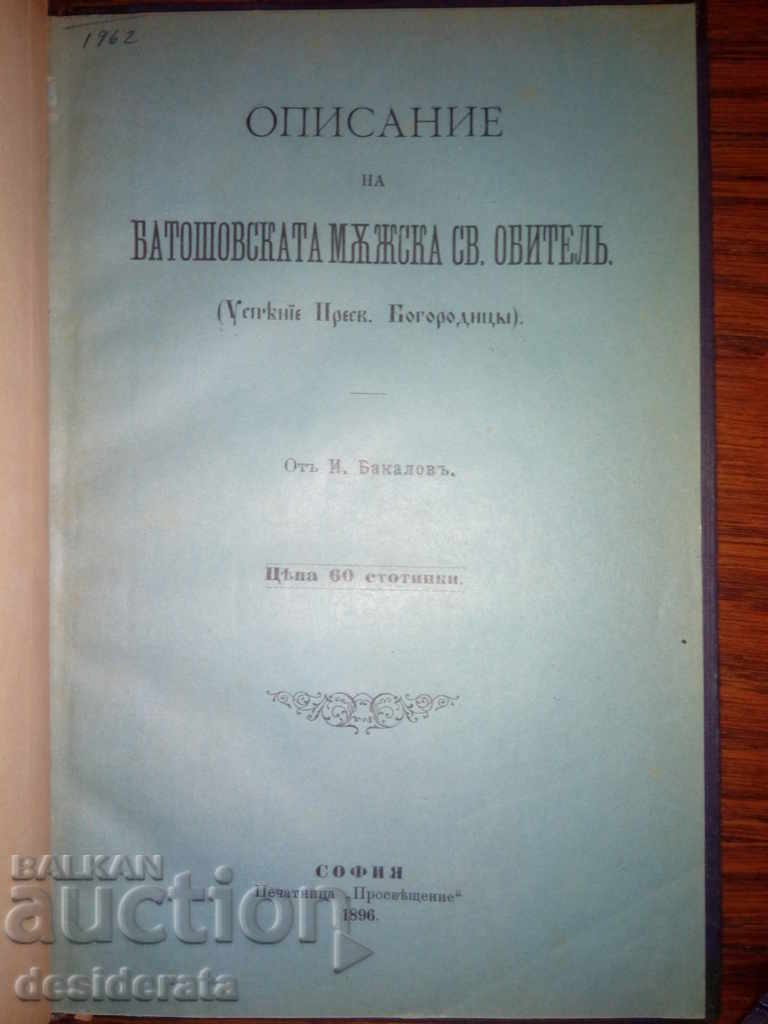 1962
ОПИСАНИЕ
НА
БАТОШОВСКАТА МѪЖСКА СВ. ОБИТЕЛЬ.
(Успѣніе Пресв. Богородицы).
Отъ И. Бакаловъ.
Цѣна 60 стотинки.
СОФИЯ
Печатница „Просвѣщение“
1896.
BALKAN
auction
desiderata